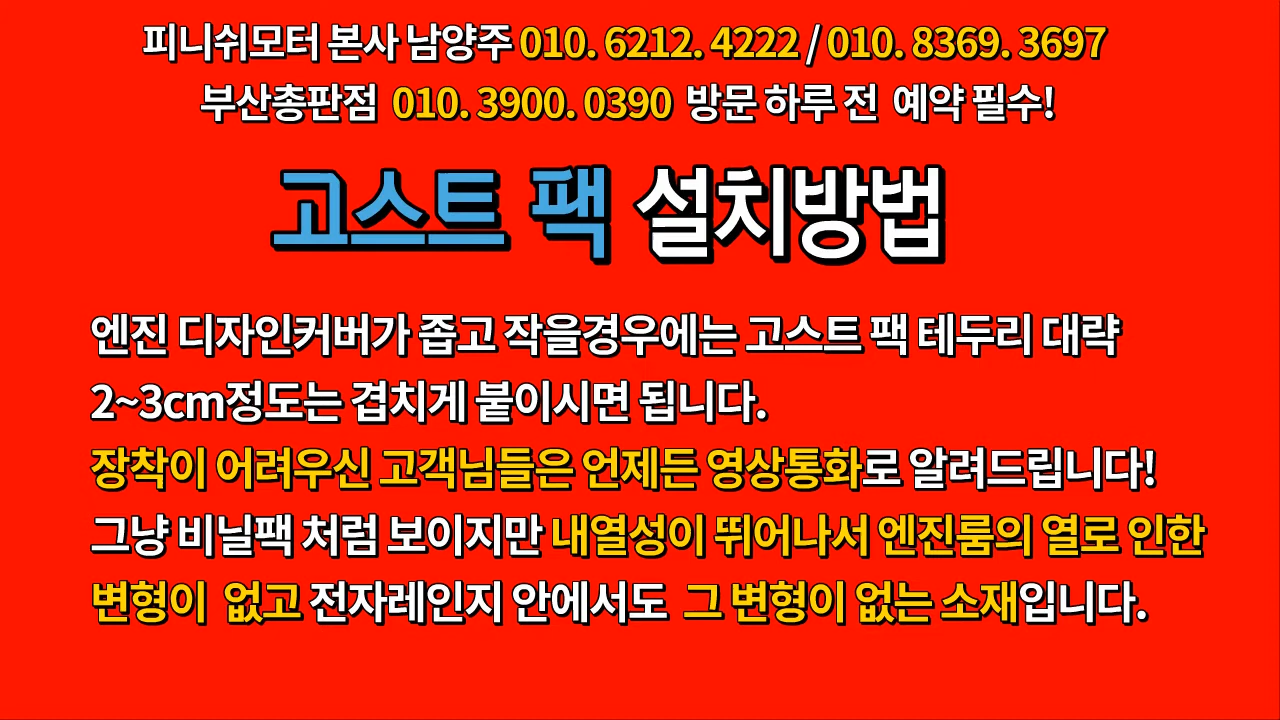 피니쉬모터 본사 남양주 010. 6212. 4222 / 010. 8369. 3697
부산총판점 010. 3900. 0390 방문 하루 전 예약 필수!
고스트 팩 설치방법
엔진 디자인커버가 좁고 작을경우에는 고스트 팩 테두리 대략
2~3cm정도는 겹치게 붙이시면 됩니다.
장착이 어려우신 고객님들은 언제든 영상통화로 알려드립니다!
그냥 비닐팩 처럼 보이지만 내열성이 뛰어나서 엔진룸의 열로 인한
변형이 없고 전자레인지 안에서도 그 변형이 없는 소재입니다.